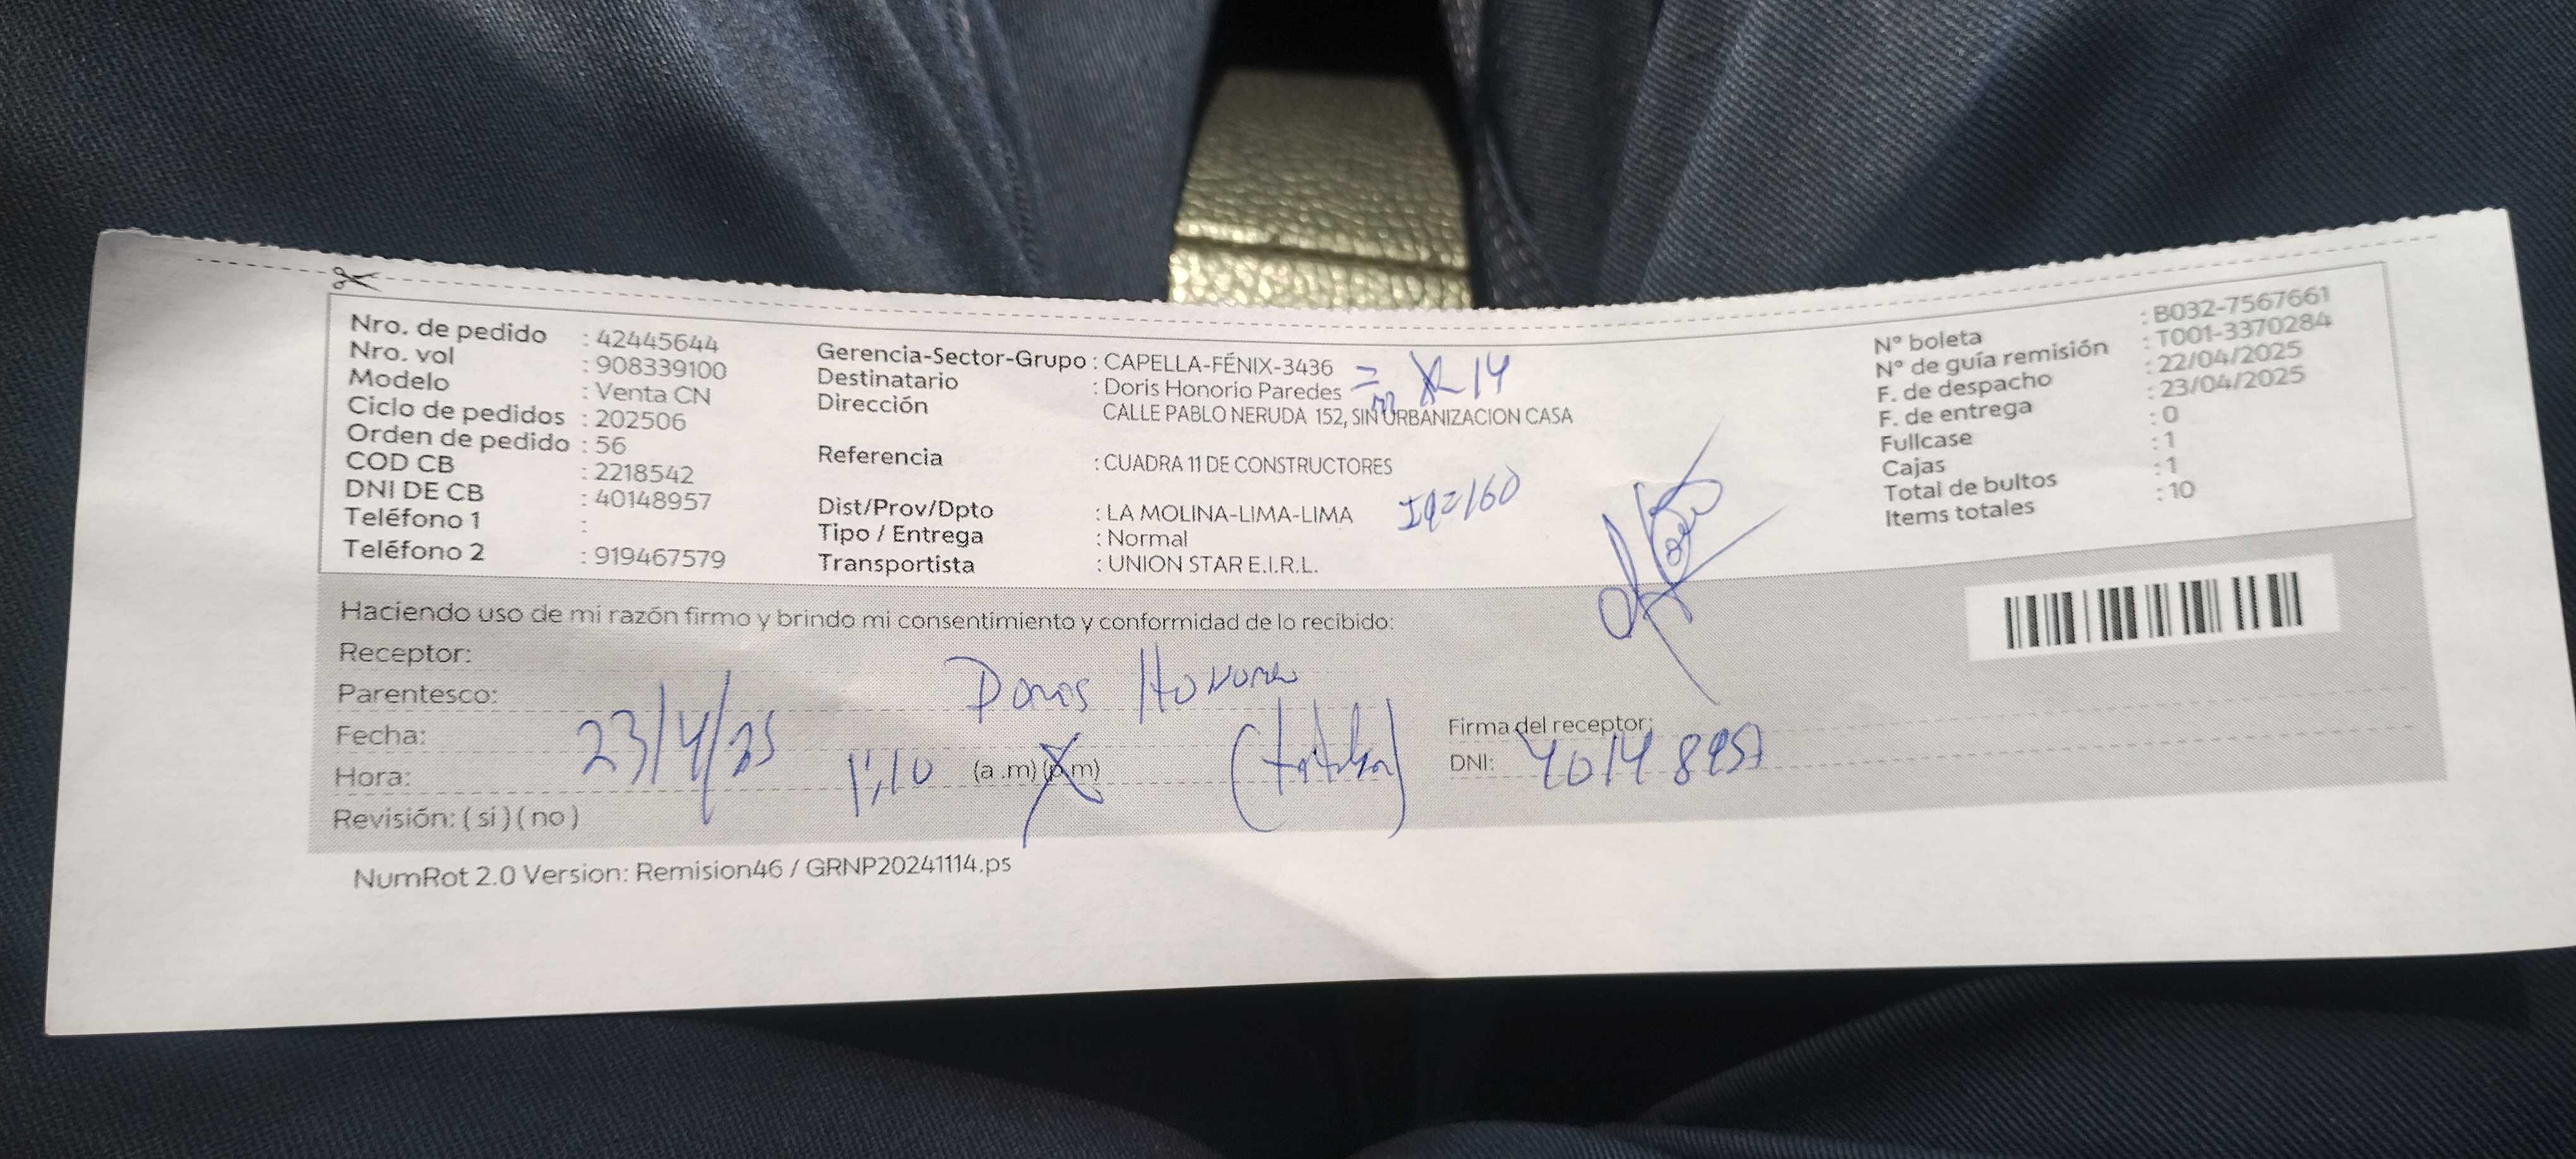 Nro. de pedido : 42445644
Nro. vol : 908339100
Modelo : Venta CN
Ciclo de pedidos : 202506
Orden de pedido : 56
COD CB : 2218542
DNI DE CB : 40148957
Teléfono 1 :
Teléfono 2 : 919467579
Gerencia-Sector-Grupo : CAPELLA-FÉNIX-3436
Destinatario : Doris Honorio Paredes
Dirección CALLE PABLO NERUDA 152, SIN URBANIZACION CASA
14
Referencia : CUADRA 11 DE CONSTRUCTORES
Dist/Prov/Dpto : LA MOLINA-LIMA-LIMA
=160
Tipo / Entrega : Normal
Transportista : UNION STAR E.I.R.L.
N° boleta : B032-7567661
N° de guía remisión : T001-3370284
F. de despacho : 22/04/2025
F. de entrega : 23/04/2025
Fullcase : 0
Cajas : 1
Total de bultos : 1
Items totales : 10
Haciendo uso de mi razón firmo y brindo mi consentimiento y conformidad de lo recibido:
Receptor:
Parentesco: Doris Honorio
Fecha: 23/4/25
Hora: 1:10 (a.m)(p.m) (titular)
Revisión: ( si ) ( no )
Firma del receptor:
DNI: 40148957
NumRot 2.0 Version: Remision46 / GRNP20241114.ps